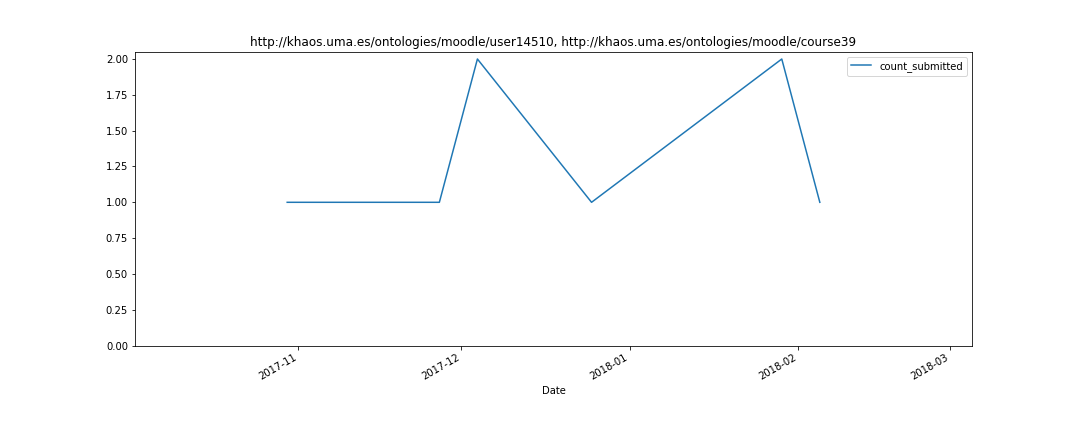 http://khaos.uma.es/ontologies/moodle/user14510, http://khaos.uma.es/ontologies/moodle/course39
count_submitted
2.00
1.75
1.50
1.25
1.00
0.75
0.50
0.25
0.00
2017-11 2017-12 2018-01 2018-02 2018-03
Date